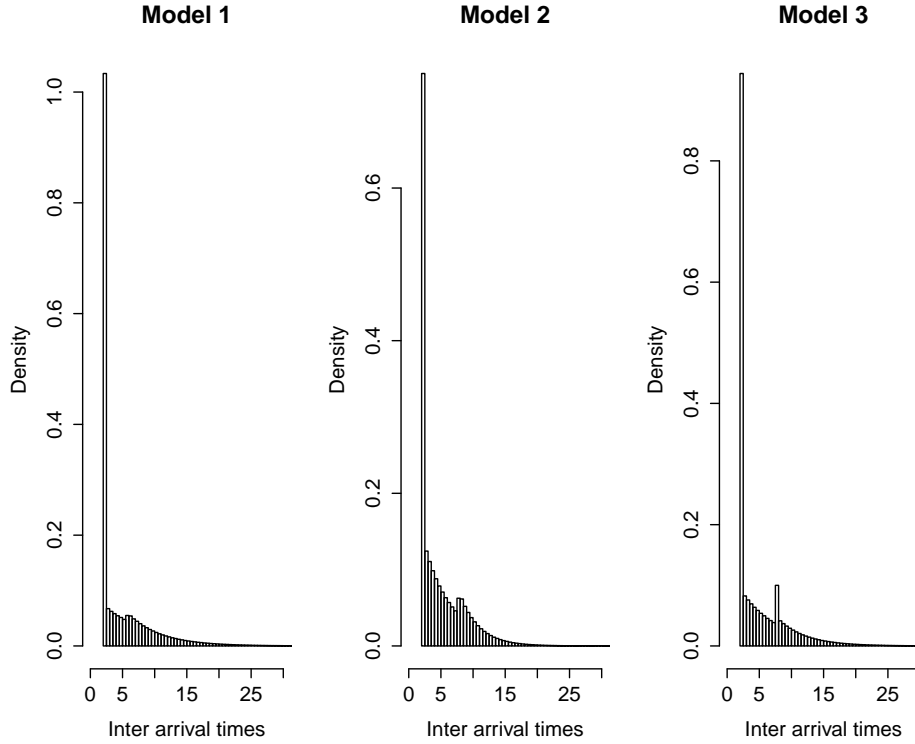 Model 1
Density
0.0 0.2 0.4 0.6 0.8 1.0
0 5 15 25
Inter arrival times
Model 2
Density
0.0 0.2 0.4 0.6
0 5 15 25
Inter arrival times
Model 3
Density
0.0 0.2 0.4 0.6 0.8
0 5 15 25
Inter arrival times